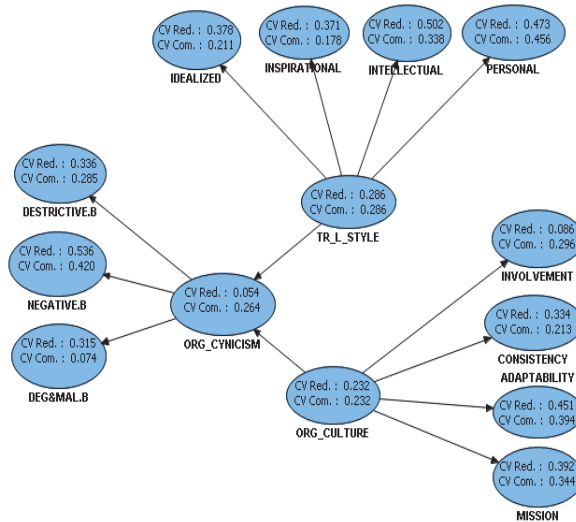 CV Red. : 0.378
CV Com. : 0.211
IDEALIZED
CV Red. : 0.371
CV Com. : 0.178
INSPIRATIONAL
CV Red. : 0.502
CV Com. : 0.338
INTELLECTUAL
CV Red. : 0.473
CV Com. : 0.456
PERSONAL
CV Red. : 0.336
CV Com. : 0.285
DESTRICTIVE.B
CV Red. : 0.286
CV Com. : 0.286
TR_L_STYLE
CV Red. : 0.086
CV Com. : 0.296
INVOLVEMENT
CV Red. : 0.536
CV Com. : 0.420
NEGATIVE.B
CV Red. : 0.054
CV Com. : 0.264
ORG_CYNICISM
CV Red. : 0.334
CV Com. : 0.213
CONSISTENCY
CV Red. : 0.315
CV Com. : 0.074
DEG&MAL.B
CV Red. : 0.232
CV Com. : 0.232
ORG_CULTURE
ADAPTABILITY
CV Red. : 0.451
CV Com. : 0.394
CV Red. : 0.392
CV Com. : 0.344
MISSION